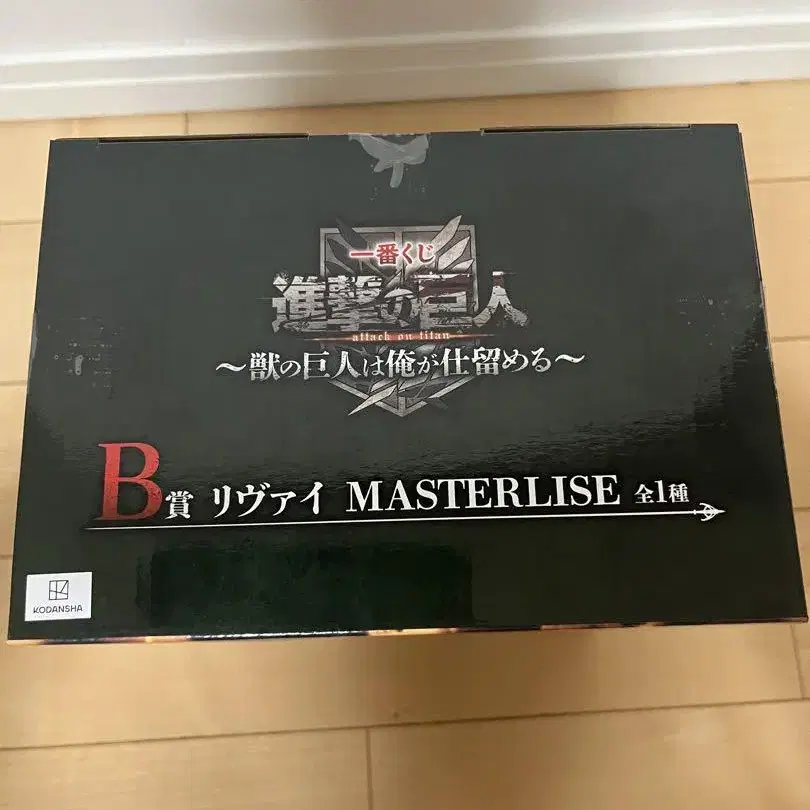 一番くじ
進撃の巨人
attack on titan
～獣の巨人は俺が仕留める～
B賞 リヴァイ MASTERLISE 全1種
KODANSHA